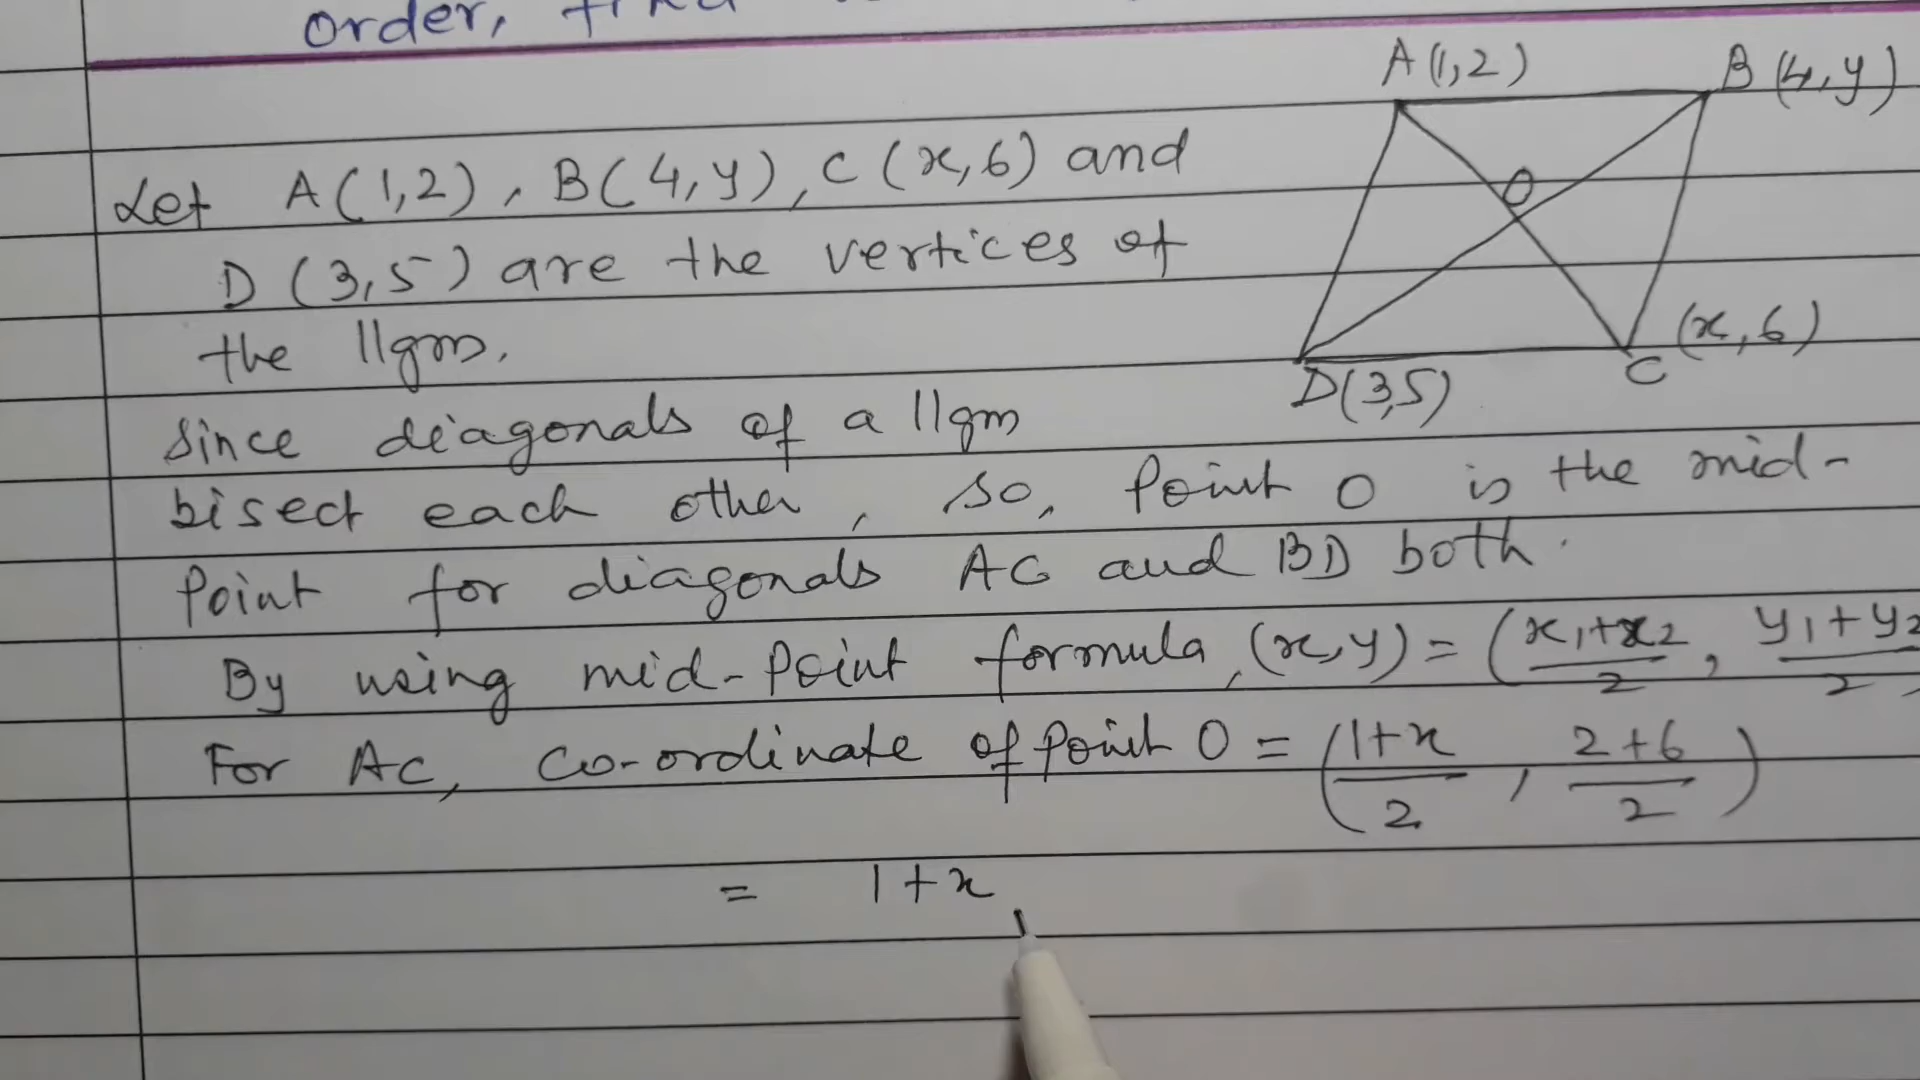 order, find
A (1,2)
B (4,y)
Let A(1,2), B(4,y), C(x,6) and
O
D (3,5) are the vertices of
(x,6)
the llgm.
D(3,5)
C
Since diagonals of a llgm
bisect each other, so, Point O is the mid-
Point for diagonals AC and BD both.
By using mid-Point formula, (x,y) = (x1+x2/2, y1+y2/2)
For AC, Co-ordinate of Point O = (1+x/2, 2+6/2)
= 1+x